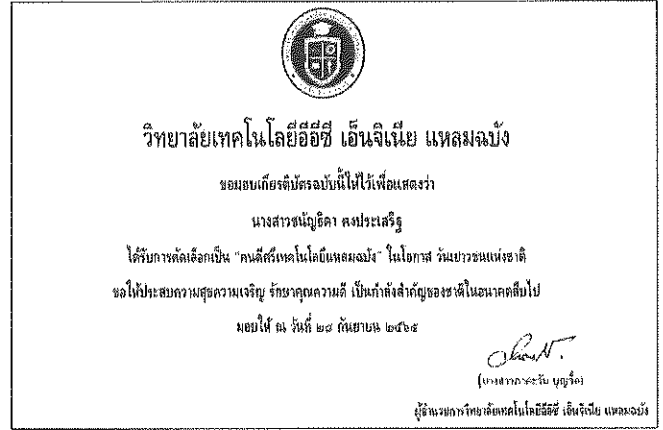 วิทยาลัยเทคโนโลยีอีอีซี เอ็นจิเนีย แหลมฉบัง
ขอมอบเกียรติบัตรฉบับนี้ให้ไว้เพื่อแสดงว่า
นางสาวชนัญธิดา คงประเสริฐ
ได้รับการคัดเลือกเป็น "คนดีศรีเทคโนโลยีแหลมฉบัง" ในโอกาส วันเยาวชนแห่งชาติ
ขอให้ประสบความสุขความเจริญ รักษาคุณความดี เป็นกำลังสำคัญของชาติในอนาคตสืบไป
มอบให้ ณ วันที่ ๒๘ กันยายน ๒๕๖๕
ผู้อำนวยการวิทยาลัยเทคโนโลยีอีอีซี เอ็นจิเนีย แหลมฉบัง